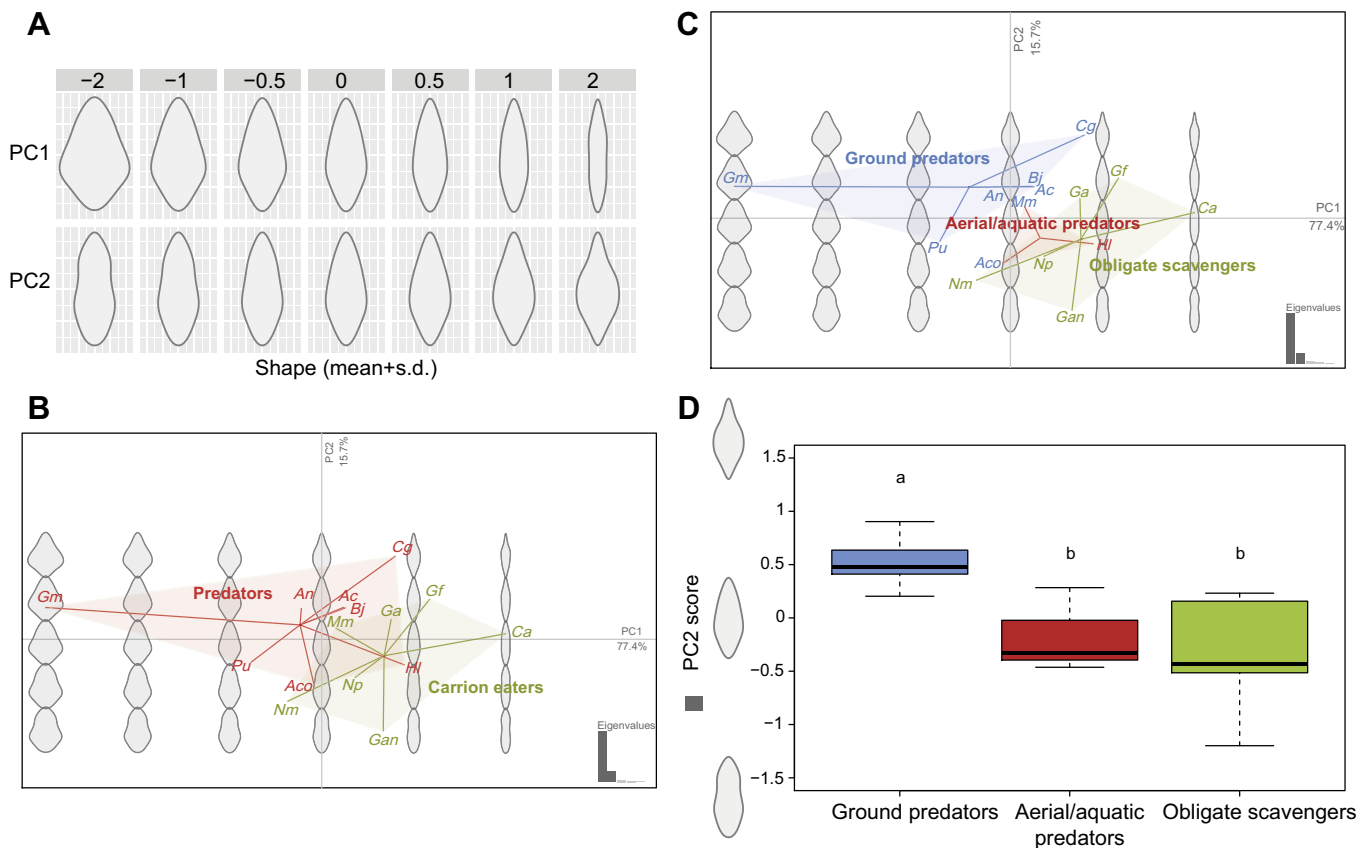 A
−2 −1 −0.5 0 0.5 1 2
PC1
PC2
Shape (mean+s.d.)
B
PC2
15.7%
PC1
77.4%
Predators
Carrion eaters
Gm
Cg
An
Ac
Bj
Mm
Ga
Gf
Ca
Pu
Aco
Hl
Np
Nm
Gan
Eigenvalues
C
PC2
15.7%
PC1
77.4%
Ground predators
Aerial/aquatic predators
Obligate scavengers
Cg
Gm
Bj
An
Ac
Mm
Ga
Gf
Ca
Pu
Hl
Aco
Np
Nm
Gan
Eigenvalues
D
PC2 score
1.5
1
0.5
0
−0.5
−1
−1.5
a
b
b
Ground predators
Aerial/aquatic
predators
Obligate scavengers